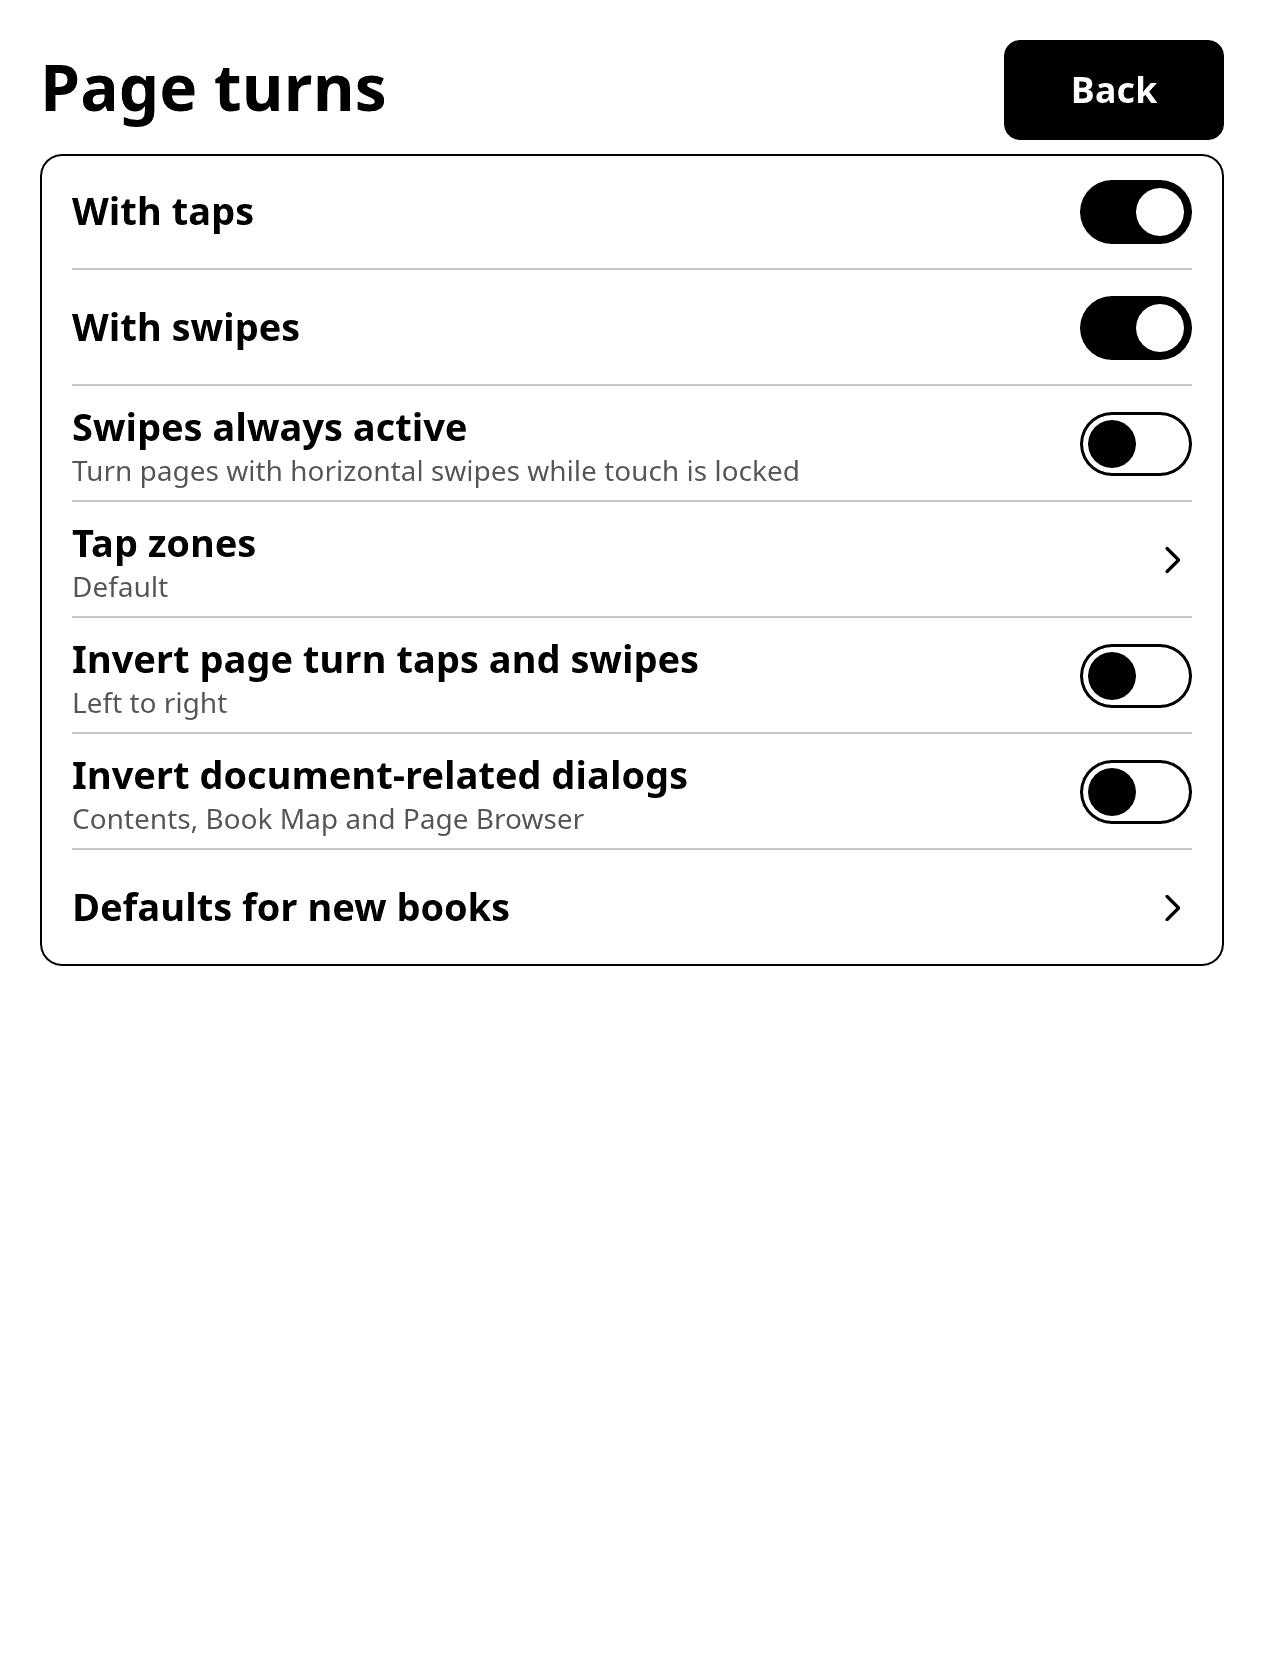 Page turns
Back
With taps
With swipes
Swipes always active
Turn pages with horizontal swipes while touch is locked
Tap zones
Default
Invert page turn taps and swipes
Left to right
Invert document-related dialogs
Contents, Book Map and Page Browser
Defaults for new books